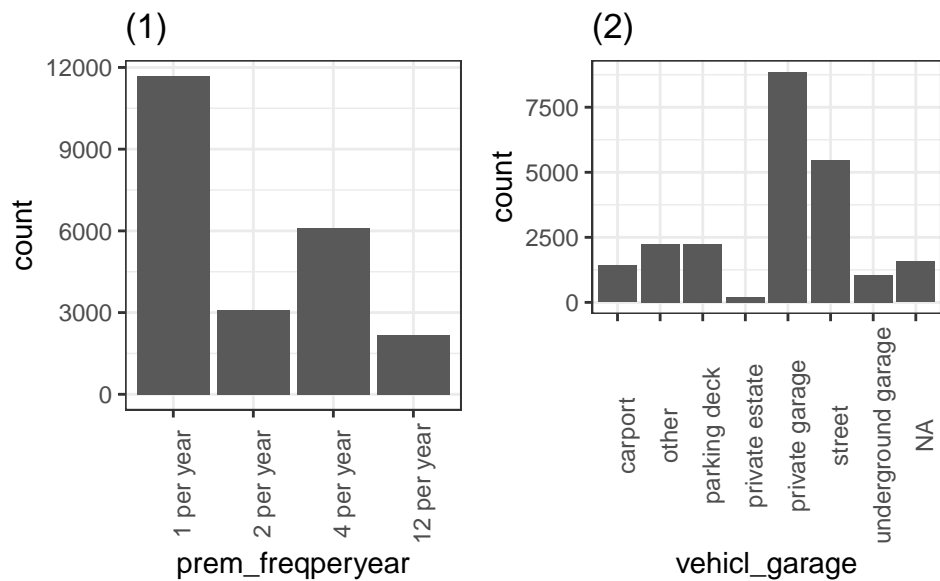 (1)
count
12000
9000
6000
3000
0
1 per year
2 per year
4 per year
12 per year
prem_freqperyear
(2)
count
7500
5000
2500
0
carport
other
parking deck
private estate
private garage
street
underground garage
NA
vehicl_garage